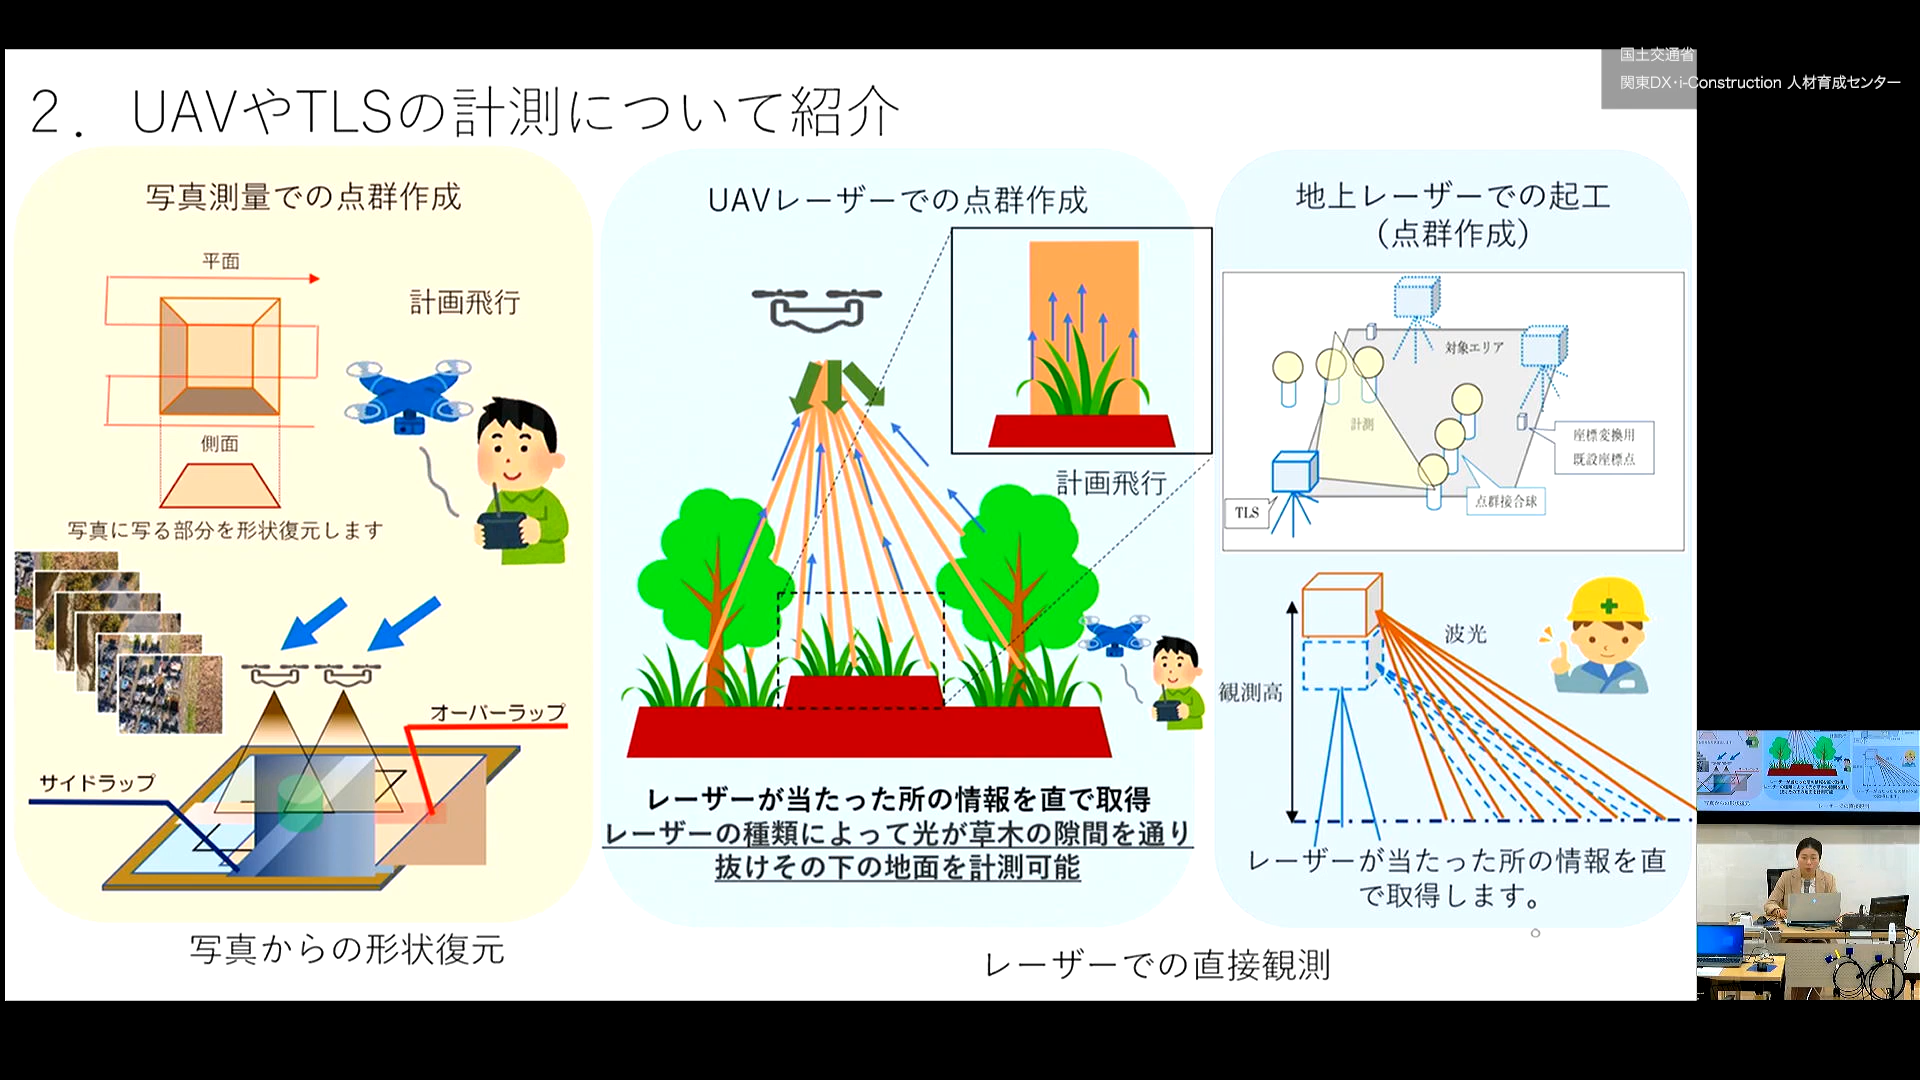 国土交通省
関東DX・i-Construction 人材育成センター
２．UAVやTLSの計測について紹介
写真測量での点群作成
平面
計画飛行
側面
写真に写る部分を形状復元します
オーバーラップ
サイドラップ
写真からの形状復元
UAVレーザーでの点群作成
計画飛行
レーザーが当たった所の情報を直で取得
レーザーの種類によって光が草木の隙間を通り
抜けその下の地面を計測可能
地上レーザーでの起工
（点群作成）
対象エリア
計測
座標変換用
既設座標点
点群接合球
TLS
波光
観測高
レーザーが当たった所の情報を直
で取得します。
レーザーでの直接観測